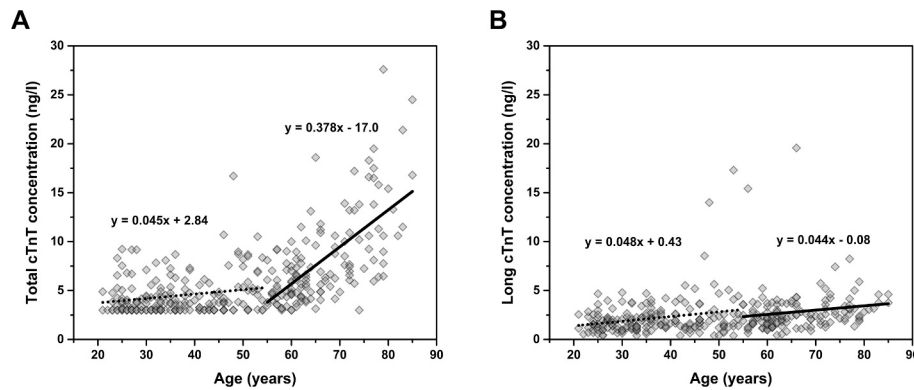 A
B
Total cTnT concentration (ng/l)
30
25
20
15
10
5
0
y = 0.045x + 2.84
y = 0.378x - 17.0
20 30 40 50 60 70 80 90
Age (years)
Long cTnT concentration (ng/l)
30
25
20
15
10
5
0
y = 0.048x + 0.43
y = 0.044x - 0.08
20 30 40 50 60 70 80 90
Age (years)